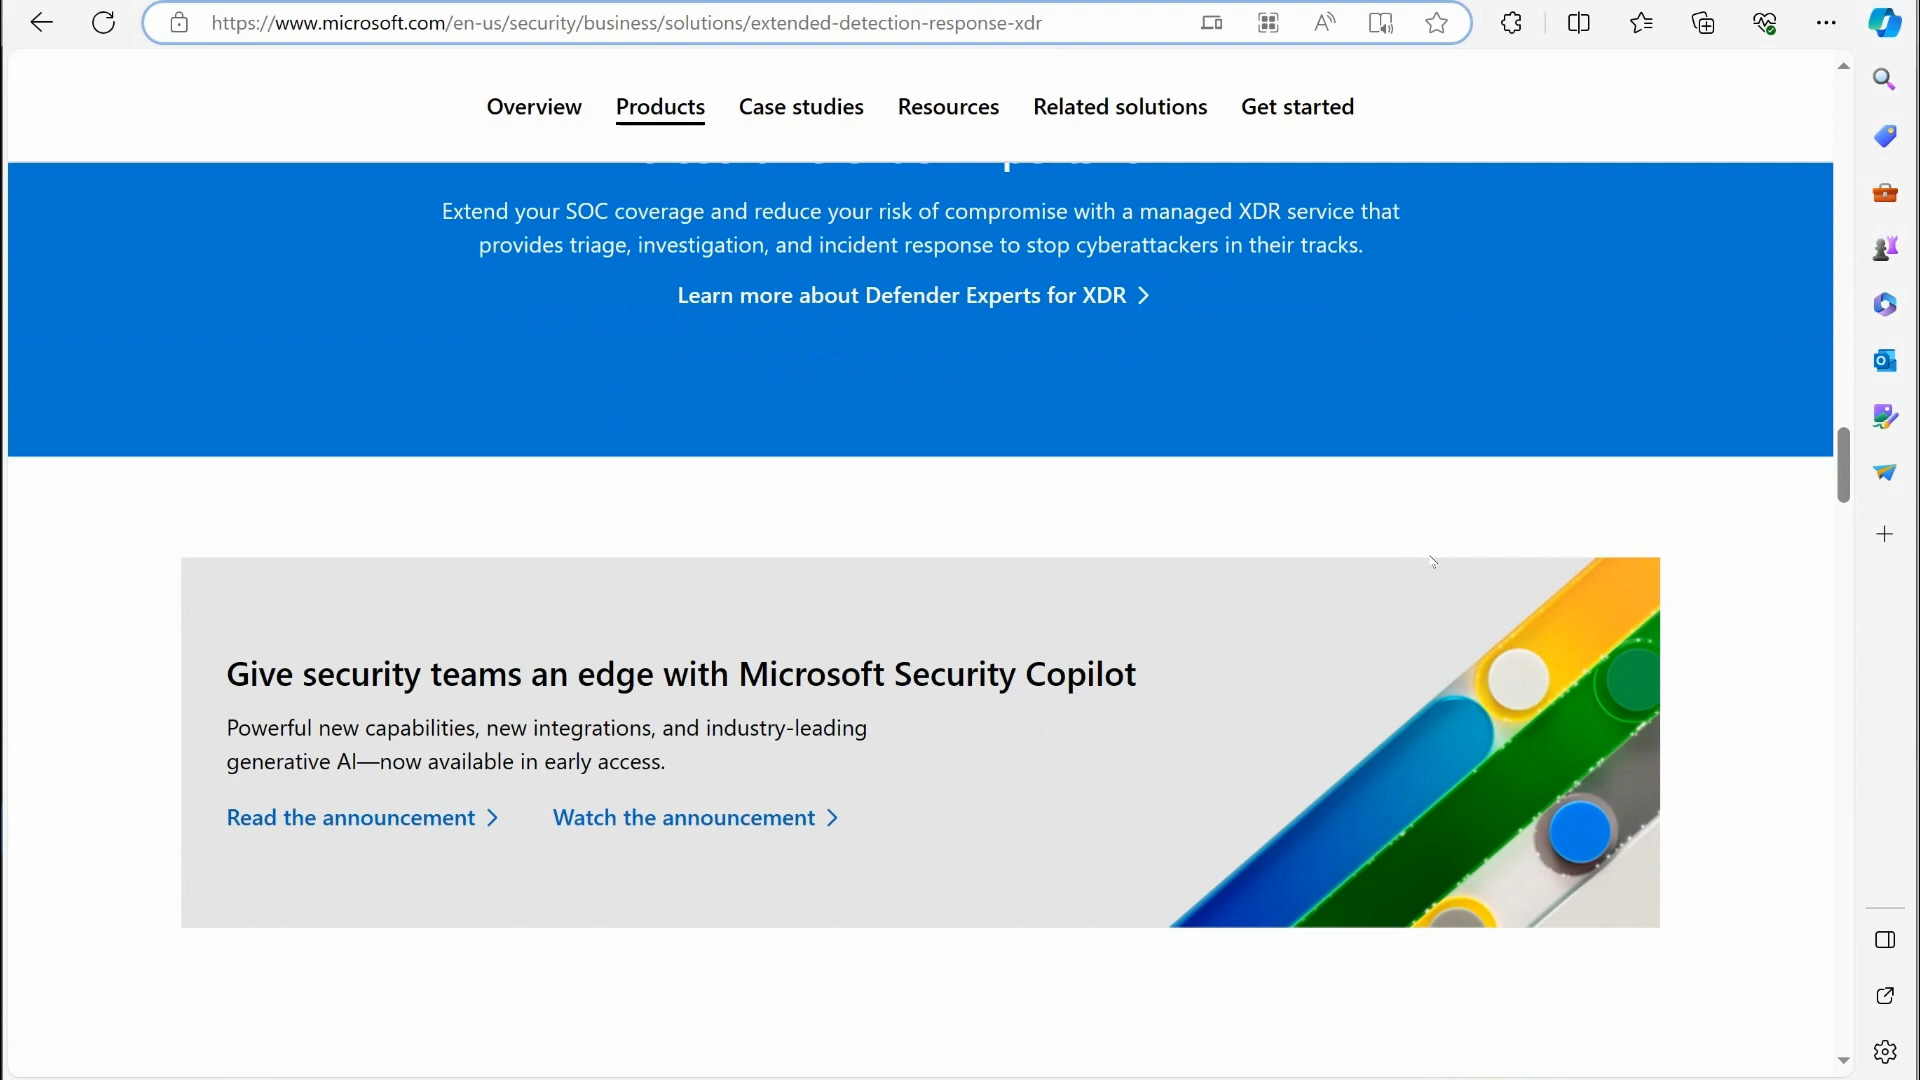 https://www.microsoft.com/en-us/security/business/solutions/extended-detection-response-xdr
Overview Products Case studies Resources Related solutions Get started
Extend your SOC coverage and reduce your risk of compromise with a managed XDR service that
provides triage, investigation, and incident response to stop cyberattackers in their tracks.
Learn more about Defender Experts for XDR
Give security teams an edge with Microsoft Security Copilot
Powerful new capabilities, new integrations, and industry-leading
generative AI—now available in early access.
Read the announcement Watch the announcement